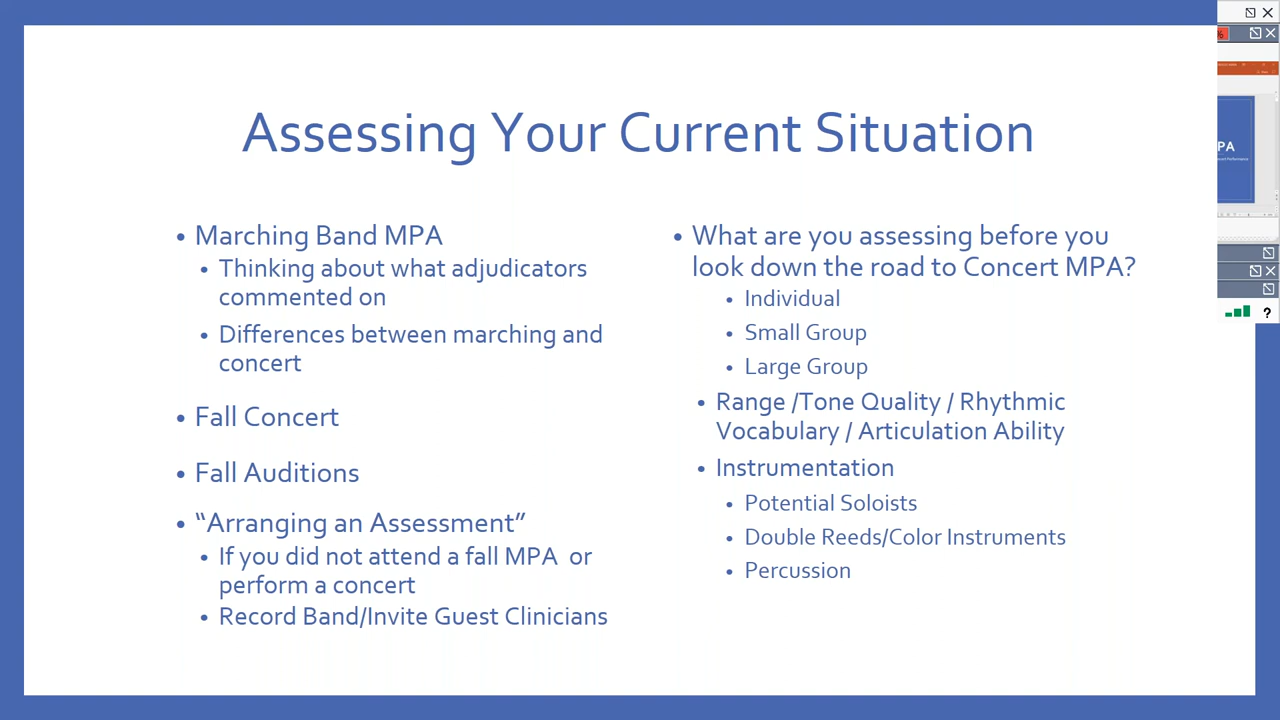 Assessing Your Current Situation
• Marching Band MPA
• Thinking about what adjudicators
commented on
• Differences between marching and
concert
• Fall Concert
• Fall Auditions
• “Arranging an Assessment”
• If you did not attend a fall MPA or
perform a concert
• Record Band/Invite Guest Clinicians
• What are you assessing before you
look down the road to Concert MPA?
• Individual
• Small Group
• Large Group
• Range /Tone Quality / Rhythmic
Vocabulary / Articulation Ability
• Instrumentation
• Potential Soloists
• Double Reeds/Color Instruments
• Percussion
%
PA
?